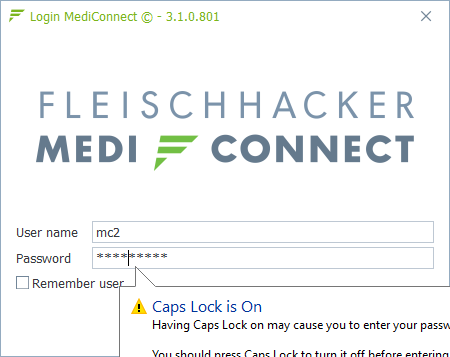 Login MediConnect © - 3.1.0.801
FLEISCHHACKER
MEDI CONNECT
User name mc2
Password *********
Remember user
Caps Lock is On
Having Caps Lock on may cause you to enter your passw
You should press Caps Lock to turn it off before entering